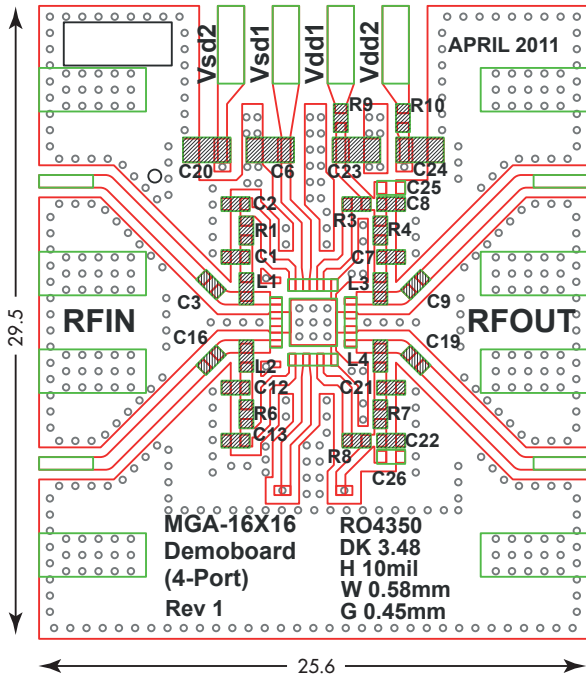 Vsd2
Vsd1
Vdd1
Vdd2
APRIL 2011
R9
R10
C20
C6
C23
C24
C25
C2
R3
C8
R1
R4
C1
C7
L1
L3
C3
C9
RFIN
RFOUT
29.5
C16
C19
L2
L4
C12
C21
R6
R7
C13
C22
R8
C26
MGA-16X16
Demoboard
(4-Port)
Rev 1
RO4350
DK 3.48
H 10mil
W 0.58mm
G 0.45mm
25.6